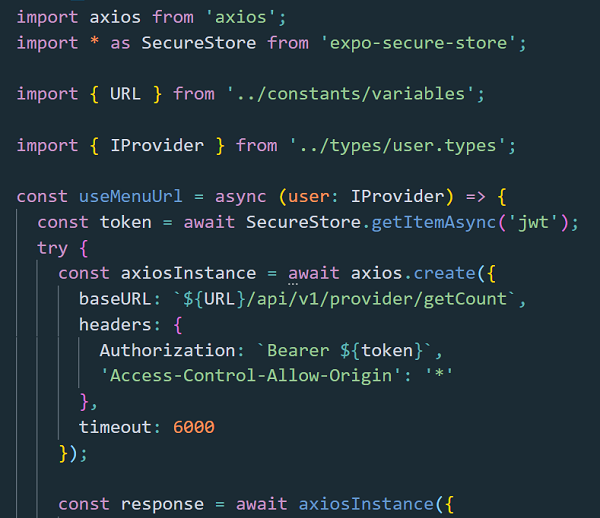 import axios from 'axios';
import * as SecureStore from 'expo-secure-store';
import { URL } from '../constants/variables';
import { IProvider } from '../types/user.types';
const useMenuUrl = async (user: IProvider) => {
const token = await SecureStore.getItemAsync('jwt');
try {
const axiosInstance = await axios.create({
baseURL: `${URL}/api/v1/provider/getCount`,
headers: {
Authorization: `Bearer ${token}`,
'Access-Control-Allow-Origin': '*'
},
timeout: 6000
});
const response = await axiosInstance({